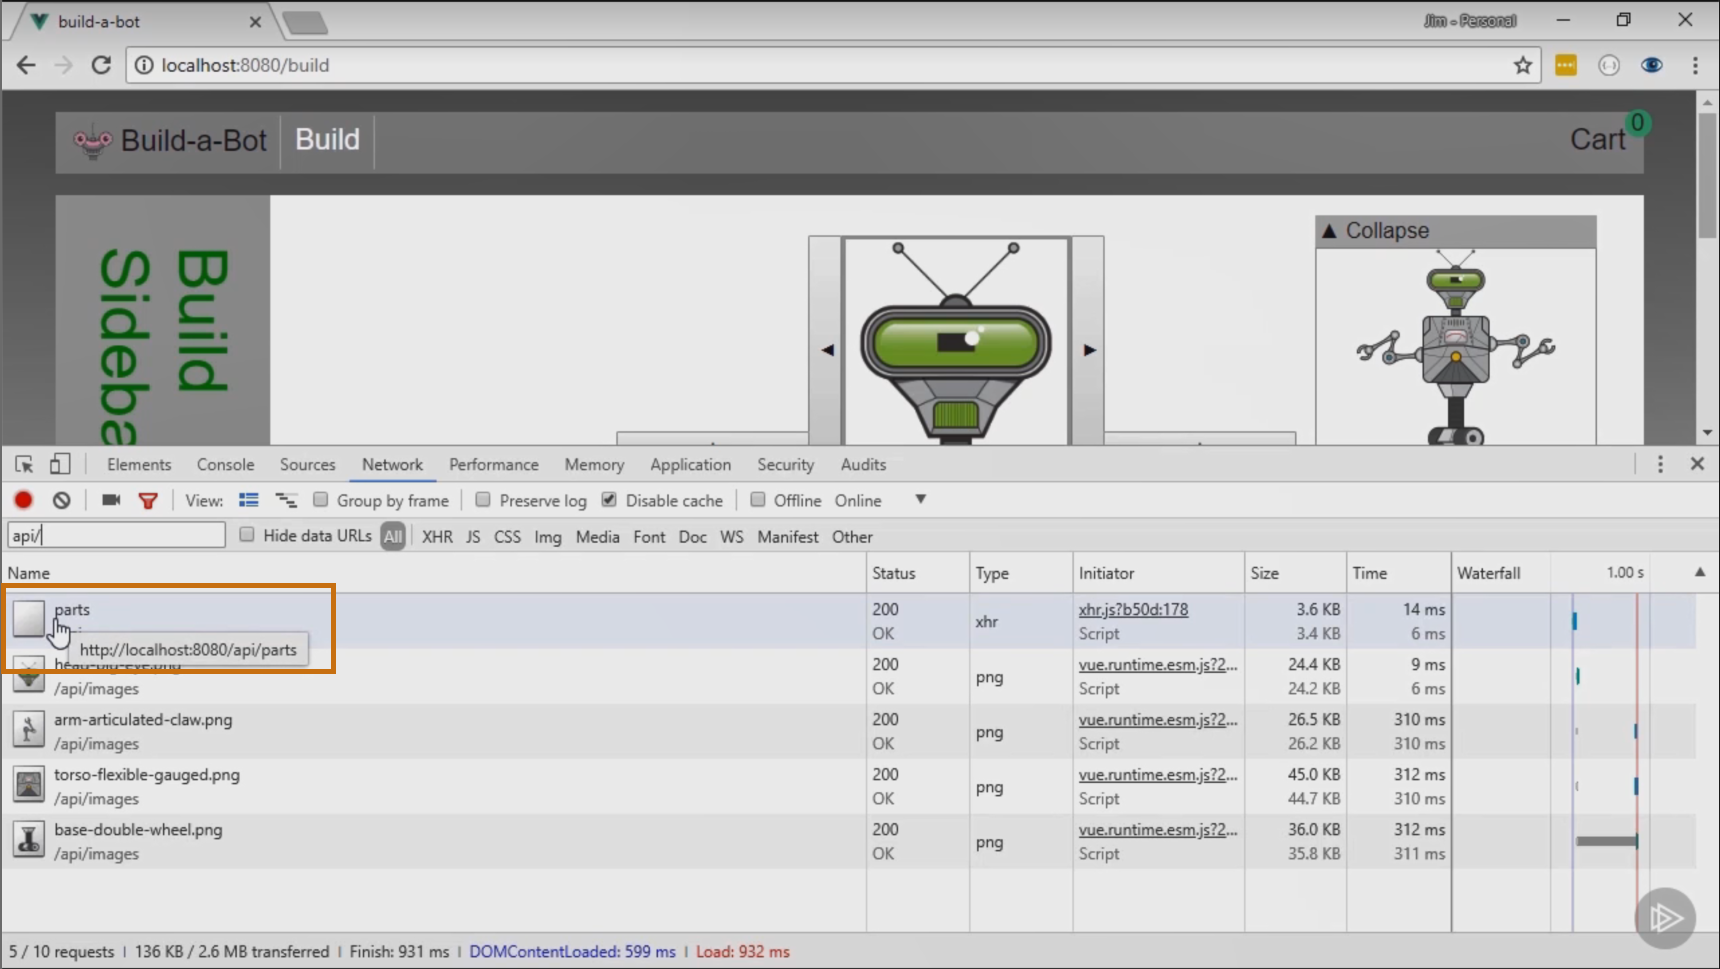 build-a-bot
Jim - Personal
localhost:8080/build
Build-a-Bot
Build
Cart
0
Build
Sideba
▲ Collapse
Elements Console Sources Network Performance Memory Application Security Audits
View: Group by frame Preserve log Disable cache Offline Online
api/
Hide data URLs All XHR JS CSS Img Media Font Doc WS Manifest Other
Name Status Type Initiator Size Time Waterfall 1.00 s
parts 200 xhr xhr.js?b50d:178 3.6 KB 14 ms
OK Script 3.4 KB 6 ms
http://localhost:8080/api/parts
head-big-eye.png 200 png vue.runtime.esm.js?2... 24.4 KB 9 ms
/api/images OK Script 24.2 KB 6 ms
arm-articulated-claw.png 200 png vue.runtime.esm.js?2... 26.5 KB 310 ms
/api/images OK Script 26.2 KB 310 ms
torso-flexible-gauged.png 200 png vue.runtime.esm.js?2... 45.0 KB 312 ms
/api/images OK Script 44.7 KB 310 ms
base-double-wheel.png 200 png vue.runtime.esm.js?2... 36.0 KB 312 ms
/api/images OK Script 35.8 KB 311 ms
5 / 10 requests | 136 KB / 2.6 MB transferred | Finish: 931 ms | DOMContentLoaded: 599 ms | Load: 932 ms